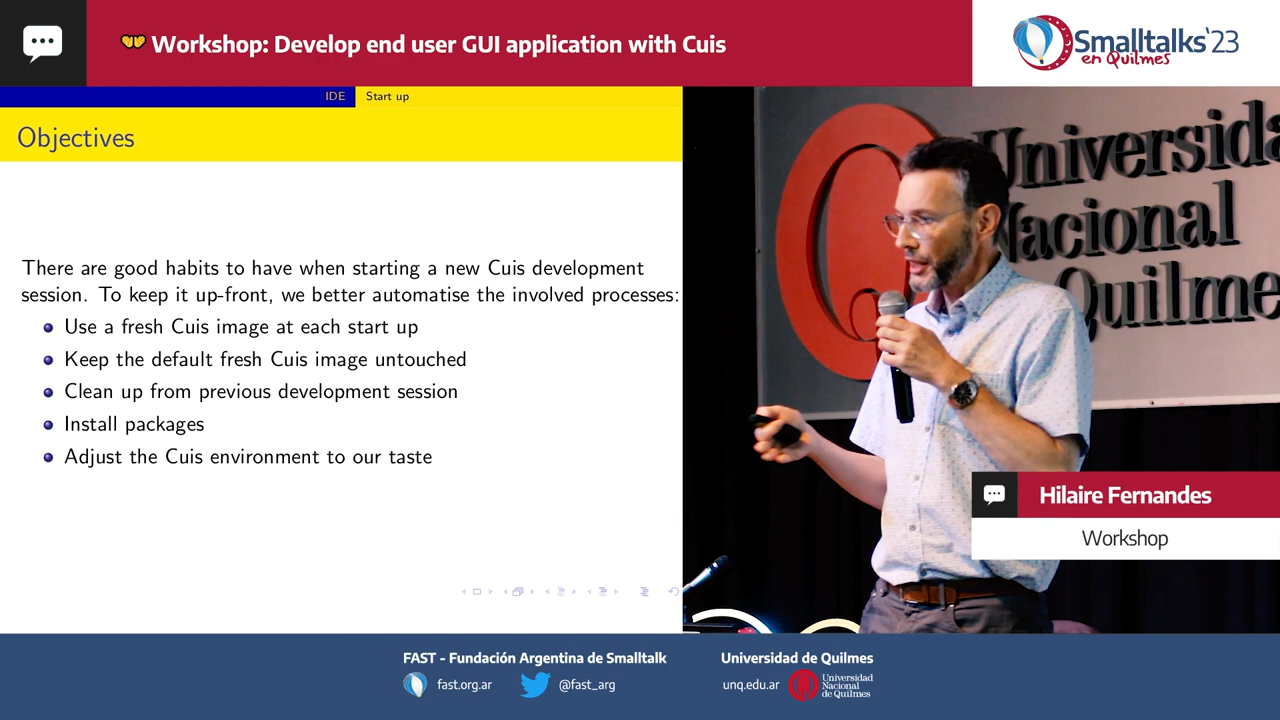 Workshop: Develop end user GUI application with Cuis
Smalltalks'23
en Quilmes
IDE
Start up
Objectives
There are good habits to have when starting a new Cuis development
session. To keep it up-front, we better automatise the involved processes:
Use a fresh Cuis image at each start up
Keep the default fresh Cuis image untouched
Clean up from previous development session
Install packages
Adjust the Cuis environment to our taste
Universida
Nacional
Quilme
Hilaire Fernandes
Workshop
FAST - Fundación Argentina de Smalltalk
fast.org.ar
@fast_arg
Universidad de Quilmes
unq.edu.ar
Universidad
Nacional
de Quilmes